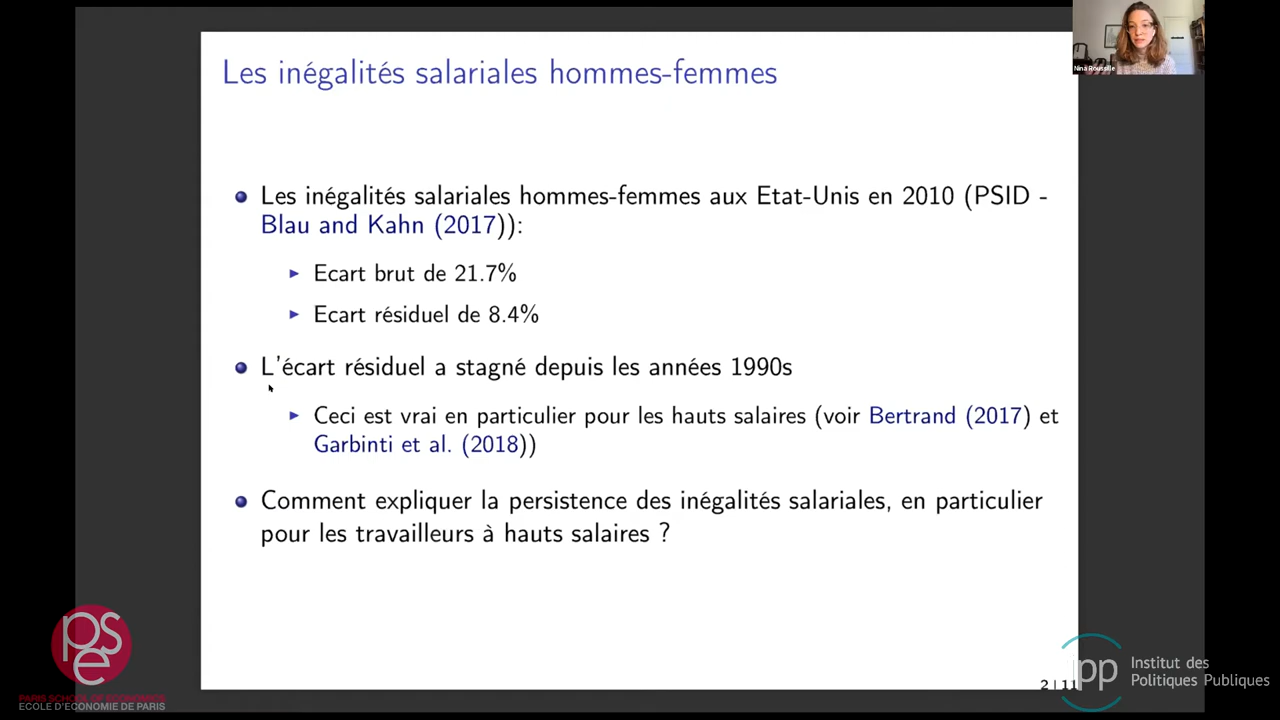 Les inégalités salariales hommes-femmes
Nina Roussille
Les inégalités salariales hommes-femmes aux Etat-Unis en 2010 (PSID -
Blau and Kahn (2017)):
Ecart brut de 21.7%
Ecart résiduel de 8.4%
L'écart résiduel a stagné depuis les années 1990s
Ceci est vrai en particulier pour les hauts salaires (voir Bertrand (2017) et
Garbinti et al. (2018))
Comment expliquer la persistence des inégalités salariales, en particulier
pour les travailleurs à hauts salaires ?
2 | 11
pse
PARIS SCHOOL OF ECONOMICS
ECOLE D'ECONOMIE DE PARIS
ipp
Institut des
Politiques Publiques